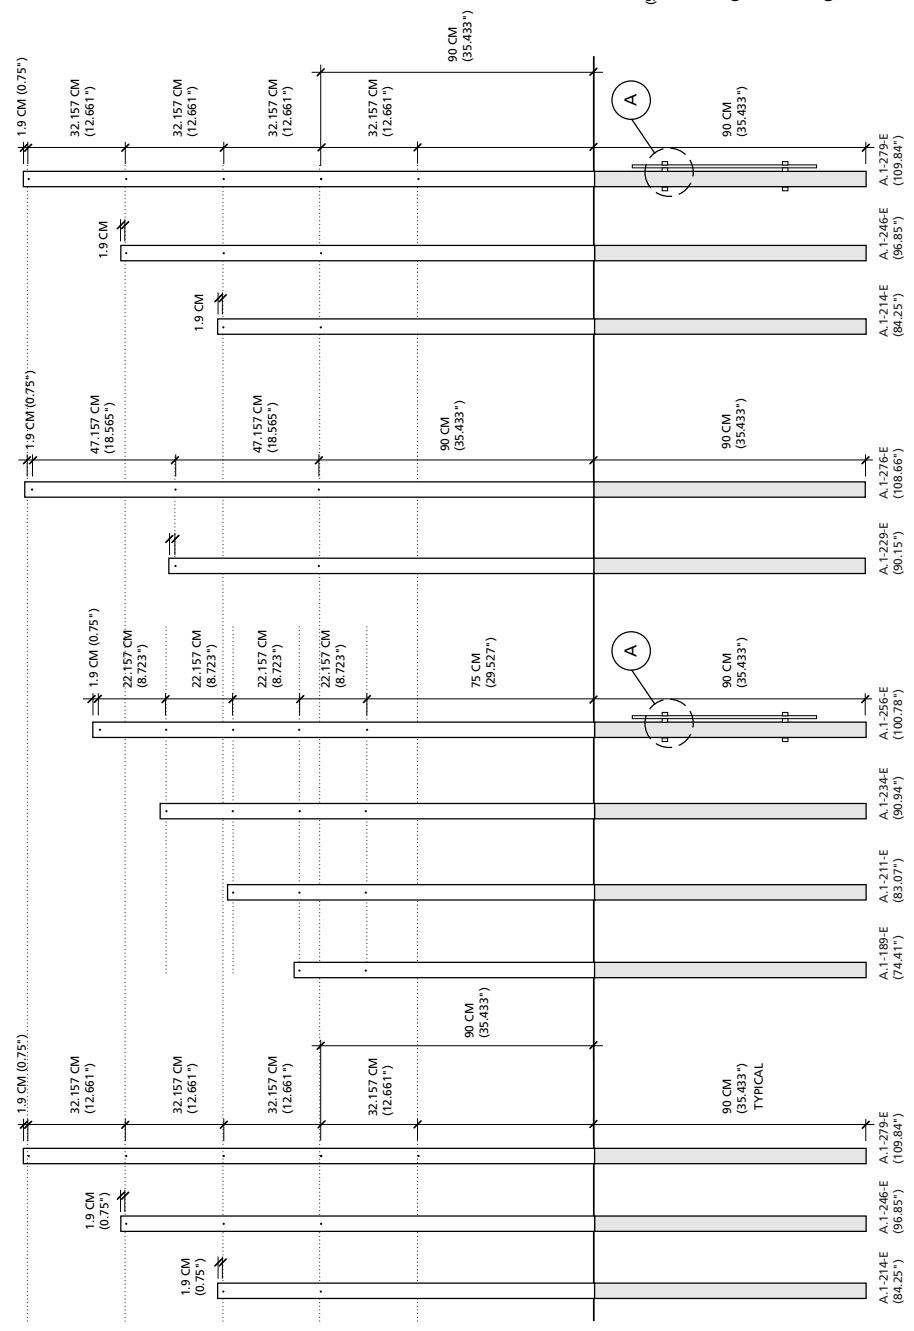 90 CM
(35.433")
1.9 CM (0.75")
32.157 CM
(12.661")
32.157 CM
(12.661")
32.157 CM
(12.661")
32.157 CM
(12.661")
90 CM
(35.433")
A
A.1-279-E
(109.84")
1.9 CM
A.1-246-E
(96.85")
1.9 CM
A.1-214-E
(84.25")
1.9 CM (0.75")
47.157 CM
(18.565")
47.157 CM
(18.565")
90 CM
(35.433")
90 CM
(35.433")
A.1-276-E
(108.66")
A.1-229-E
(90.15")
1.9 CM (0.75")
22.157 CM
(8.723")
22.157 CM
(8.723")
22.157 CM
(8.723")
22.157 CM
(8.723")
75 CM
(29.527")
A
90 CM
(35.433")
A.1-256-E
(100.78")
A.1-234-E
(90.94")
A.1-211-E
(83.07")
A.1-189-E
(74.41")
90 CM
(35.433")
1.9 CM (0.75")
32.157 CM
(12.661")
32.157 CM
(12.661")
32.157 CM
(12.661")
32.157 CM
(12.661")
90 CM
(35.433")
TYPICAL
A.1-279-E
(109.84")
1.9 CM
(0.75")
A.1-246-E
(96.85")
1.9 CM
(0.75")
A.1-214-E
(84.25")